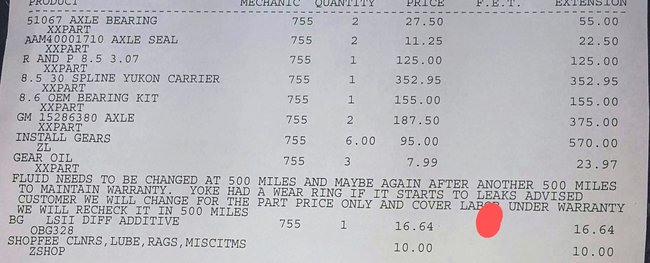 PRODUCT MECHANIC QUANTITY PRICE F.E.T. EXTENSION
51067 AXLE BEARING 755 2 27.50 55.00
XXPART
AAM40001710 AXLE SEAL 755 2 11.25 22.50
XXPART
R AND P 8.5 3.07 755 1 125.00 125.00
XXPART
8.5 30 SPLINE YUKON CARRIER 755 1 352.95 352.95
XXPART
8.6 OEM BEARING KIT 755 1 155.00 155.00
XXPART
GM 15286380 AXLE 755 2 187.50 375.00
XXPART
INSTALL GEARS 755 6.00 95.00 570.00
ZL
GEAR OIL 755 3 7.99 23.97
XXPART
FLUID NEEDS TO BE CHANGED AT 500 MILES AND MAYBE AGAIN AFTER ANOTHER 500 MILES
TO MAINTAIN WARRANTY. YOKE HAD A WEAR RING IF IT STARTS TO LEAKS ADVISED
CUSTOMER WE WILL CHANGE FOR THE PART PRICE ONLY AND COVER LABOR UNDER WARRANTY
WE WILL RECHECK IT IN 500 MILES
BG LSII DIFF ADDITIVE 755 1 16.64 16.64
OBG328
SHOPFEE CLNRS,LUBE,RAGS,MISCITMS 10.00 10.00
ZSHOP